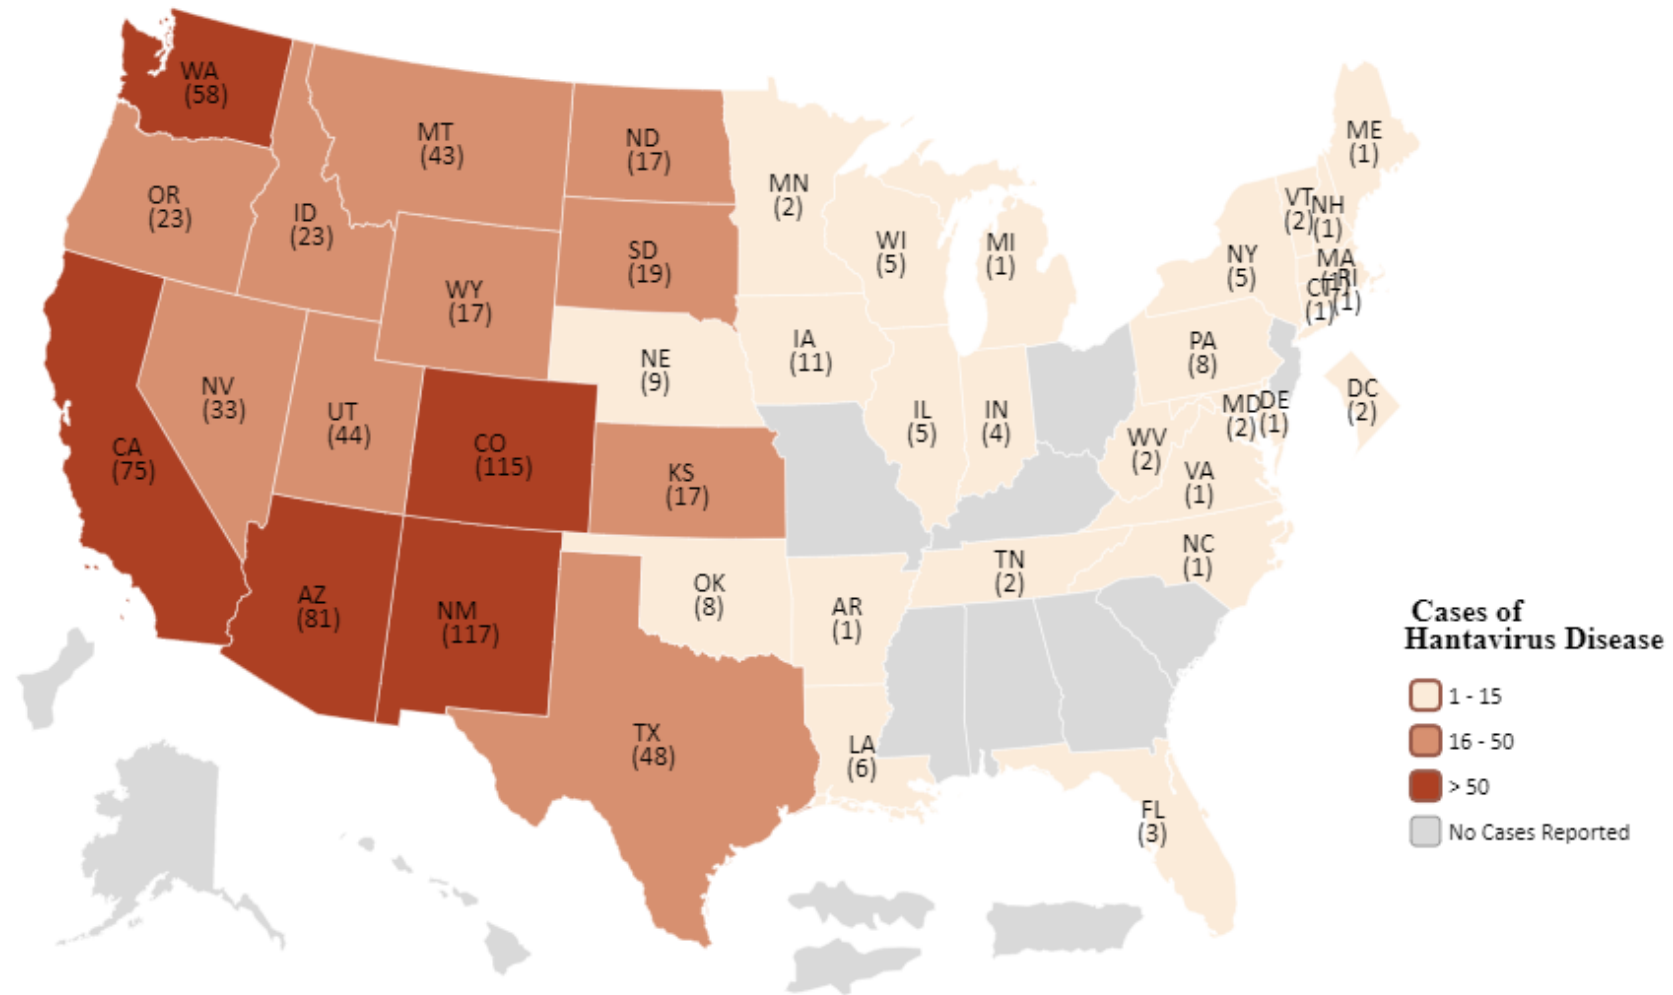 WA
(58)
MT
(43)
ND
(17)
ME
(1)
MN
(2)
OR
(23)
ID
(23)
VT
(2)
NH
(1)
WI
(5)
MI
(1)
SD
(19)
NY
(5)
MA
(1)
RI
(1)
CT
(1)
WY
(17)
PA
(8)
IA
(11)
NE
(9)
NV
(33)
UT
(44)
DC
(2)
MD
(2)
DE
(1)
IL
(5)
IN
(4)
CO
(115)
CA
(75)
WV
(2)
KS
(17)
VA
(1)
NC
(1)
TN
(2)
AZ
(81)
NM
(117)
OK
(8)
AR
(1)
TX
(48)
LA
(6)
FL
(3)
Cases of
Hantavirus Disease
1 - 15
16 - 50
> 50
No Cases Reported